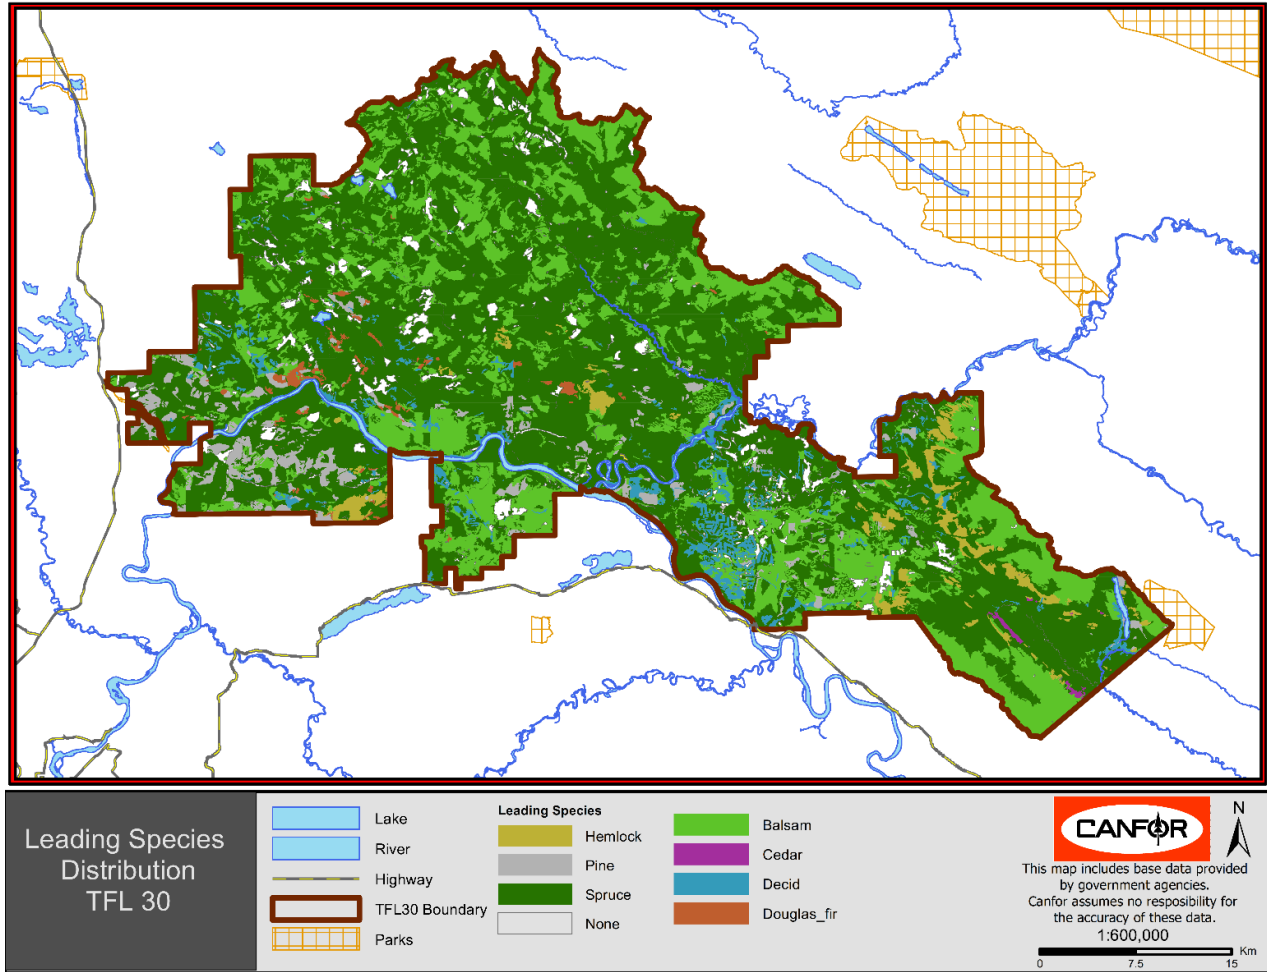 Leading Species
Distribution
TFL 30
Lake
River
Highway
TFL30 Boundary
Parks
Leading Species
Hemlock
Pine
Spruce
None
Balsam
Cedar
Decid
Douglas_fir
CANFOR
N
This map includes base data provided
by government agencies.
Canfor assumes no resposibility for
the accuracy of these data.
1:600,000
Km
0 7.5 15